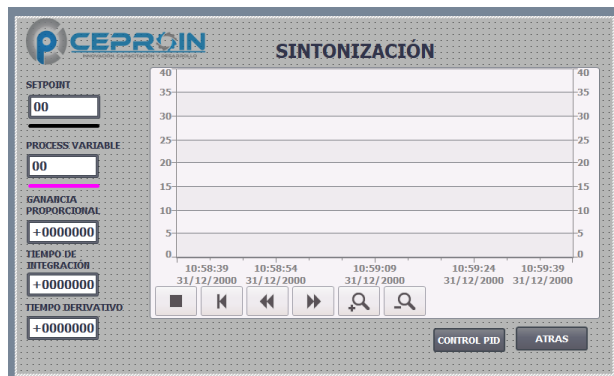 CEPROIN
INNOVACIÓN, CAPACITACIÓN Y DESARROLLO
SINTONIZACIÓN
SETPOINT
00
PROCESS VARIABLE
00
GANANCIA
PROPORCIONAL
+0000000
TIEMPO DE
INTEGRACIÓN
+0000000
TIEMPO DERIVATIVO
+0000000
40
35
30
25
20
15
10
5
0
40
35
30
25
20
15
10
5
0
10:58:39 10:58:54 10:59:09 10:59:24 10:59:39
31/12/2000 31/12/2000 31/12/2000 31/12/2000 31/12/2000
CONTROL PID
ATRAS